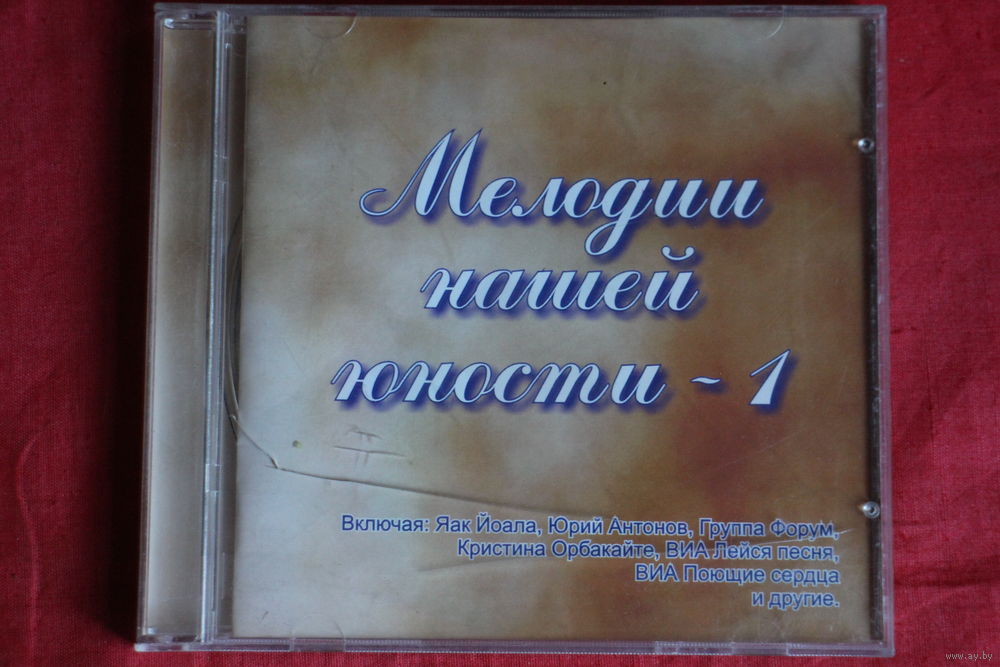 Мелодии
нашей
юности - 1
Включая: Яак Йоала, Юрий Антонов, Группа Форум,
Кристина Орбакайте, ВИА Лейся песня,
ВИА Поющие сердца
и другие.
www.ay.by